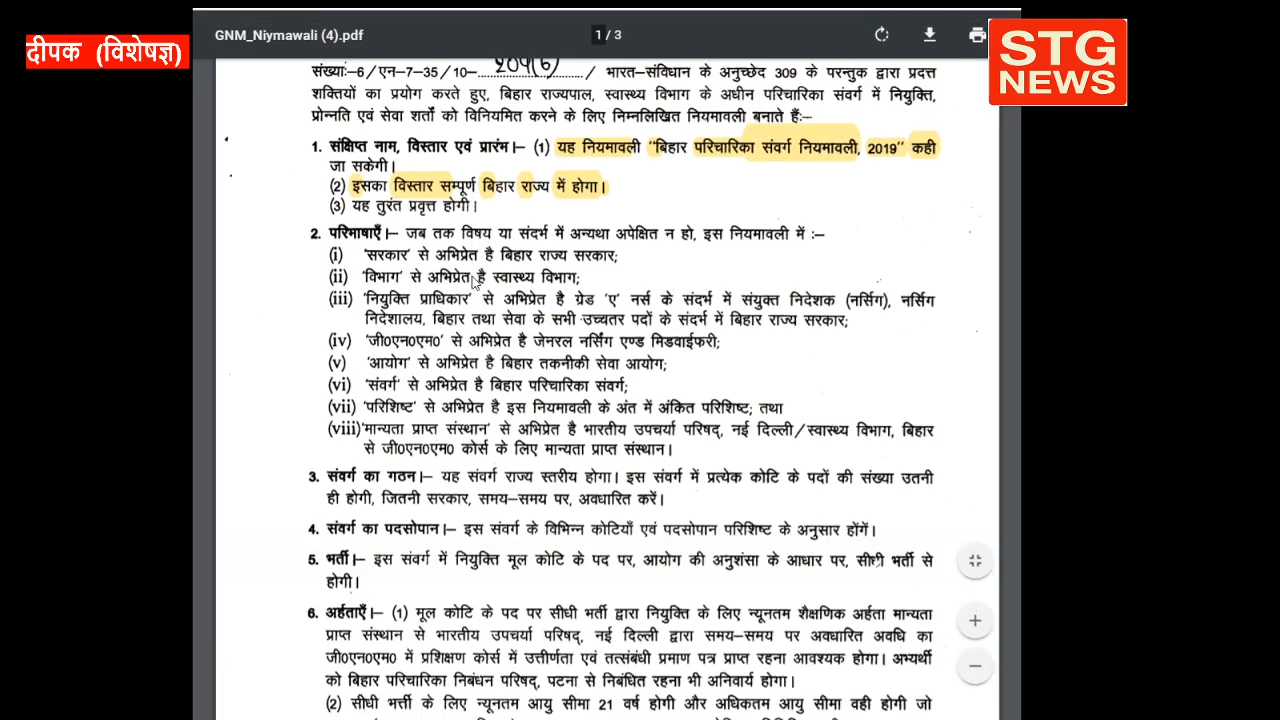 दीपक (विशेषज्ञ)
GNM_Niymawali (4).pdf
1 / 3
STG
NEWS
संख्याः–6/एन–7–35/10–........................../ भारत–संविधान के अनुच्छेद 309 के परन्तुक द्वारा प्रदत्त
शक्तियों का प्रयोग करते हुए, बिहार राज्यपाल, स्वास्थ्य विभाग के अधीन परिचारिका संवर्ग में नियुक्ति,
प्रोन्नति एवं सेवा शर्तों को विनियमित करने के लिए निम्नलिखित नियमावली बनाते हैंः–
1. संक्षिप्त नाम, विस्तार एवं प्रारंभ।– (1) यह नियमावली "बिहार परिचारिका संवर्ग नियमावली, 2019" कही
जा सकेगी।
(2) इसका विस्तार सम्पूर्ण बिहार राज्य में होगा।
(3) यह तुरंत प्रवृत्त होगी।
2. परिभाषाएँ।– जब तक विषय या संदर्भ में अन्यथा अपेक्षित न हो, इस नियमावली में :–
(i) 'सरकार' से अभिप्रेत है बिहार राज्य सरकार;
(ii) 'विभाग' से अभिप्रेत है स्वास्थ्य विभाग;
(iii) 'नियुक्ति प्राधिकार' से अभिप्रेत है ग्रेड 'ए' नर्स के संदर्भ में संयुक्त निदेशक (नर्सिंग), नर्सिंग
निदेशालय, बिहार तथा सेवा के सभी उच्चतर पदों के संदर्भ में बिहार राज्य सरकार;
(iv) 'जी0एन0एम0' से अभिप्रेत है जेनरल नर्सिंग एण्ड मिडवाईफरी;
(v) 'आयोग' से अभिप्रेत है बिहार तकनीकी सेवा आयोग;
(vi) 'संवर्ग' से अभिप्रेत है बिहार परिचारिका संवर्ग;
(vii) 'परिशिष्ट' से अभिप्रेत है इस नियमावली के अंत में अंकित परिशिष्ट; तथा
(viii) 'मान्यता प्राप्त संस्थान' से अभिप्रेत है भारतीय उपचर्या परिषद्, नई दिल्ली/स्वास्थ्य विभाग, बिहार
से जी0एन0एम0 कोर्स के लिए मान्यता प्राप्त संस्थान।
3. संवर्ग का गठन।– यह संवर्ग राज्य स्तरीय होगा। इस संवर्ग में प्रत्येक कोटि के पदों की संख्या उतनी
ही होगी, जितनी सरकार, समय–समय पर, अवधारित करें।
4. संवर्ग का पदसोपान।– इस संवर्ग के विभिन्न कोटियाँ एवं पदसोपान परिशिष्ट के अनुसार होंगें।
5. भर्ती।– इस संवर्ग में नियुक्ति मूल कोटि के पद पर, आयोग की अनुशंसा के आधार पर, सीधी भर्ती से
होगी।
6. अर्हताएँ।– (1) मूल कोटि के पद पर सीधी भर्ती द्वारा नियुक्ति के लिए न्यूनतम शैक्षणिक अर्हता मान्यता
प्राप्त संस्थान से भारतीय उपचर्या परिषद्, नई दिल्ली द्वारा समय–समय पर अवधारित अवधि का
जी0एन0एम0 में प्रशिक्षण कोर्स में उत्तीर्णता एवं तत्संबंधी प्रमाण पत्र प्राप्त रहना आवश्यक होगा। अभ्यर्थी
को बिहार परिचारिका निबंधन परिषद्, पटना से निबंधित रहना भी अनिवार्य होगा।
(2) सीधी भर्त्ती के लिए न्यूनतम आयु सीमा 21 वर्ष होगी और अधिकतम आयु सीमा वही होगी जो